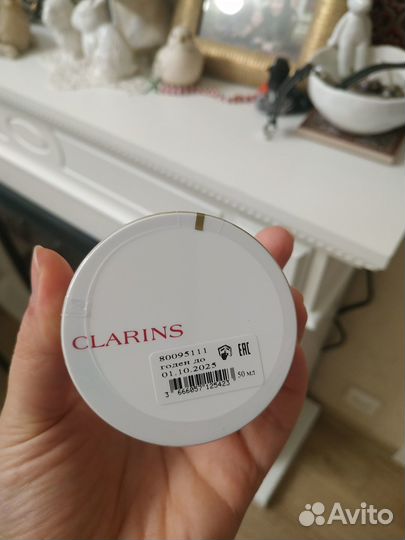 CLARINS
80095111
годен до
01.10.2025
EAC
3 666057 125423
50 мл
Avito